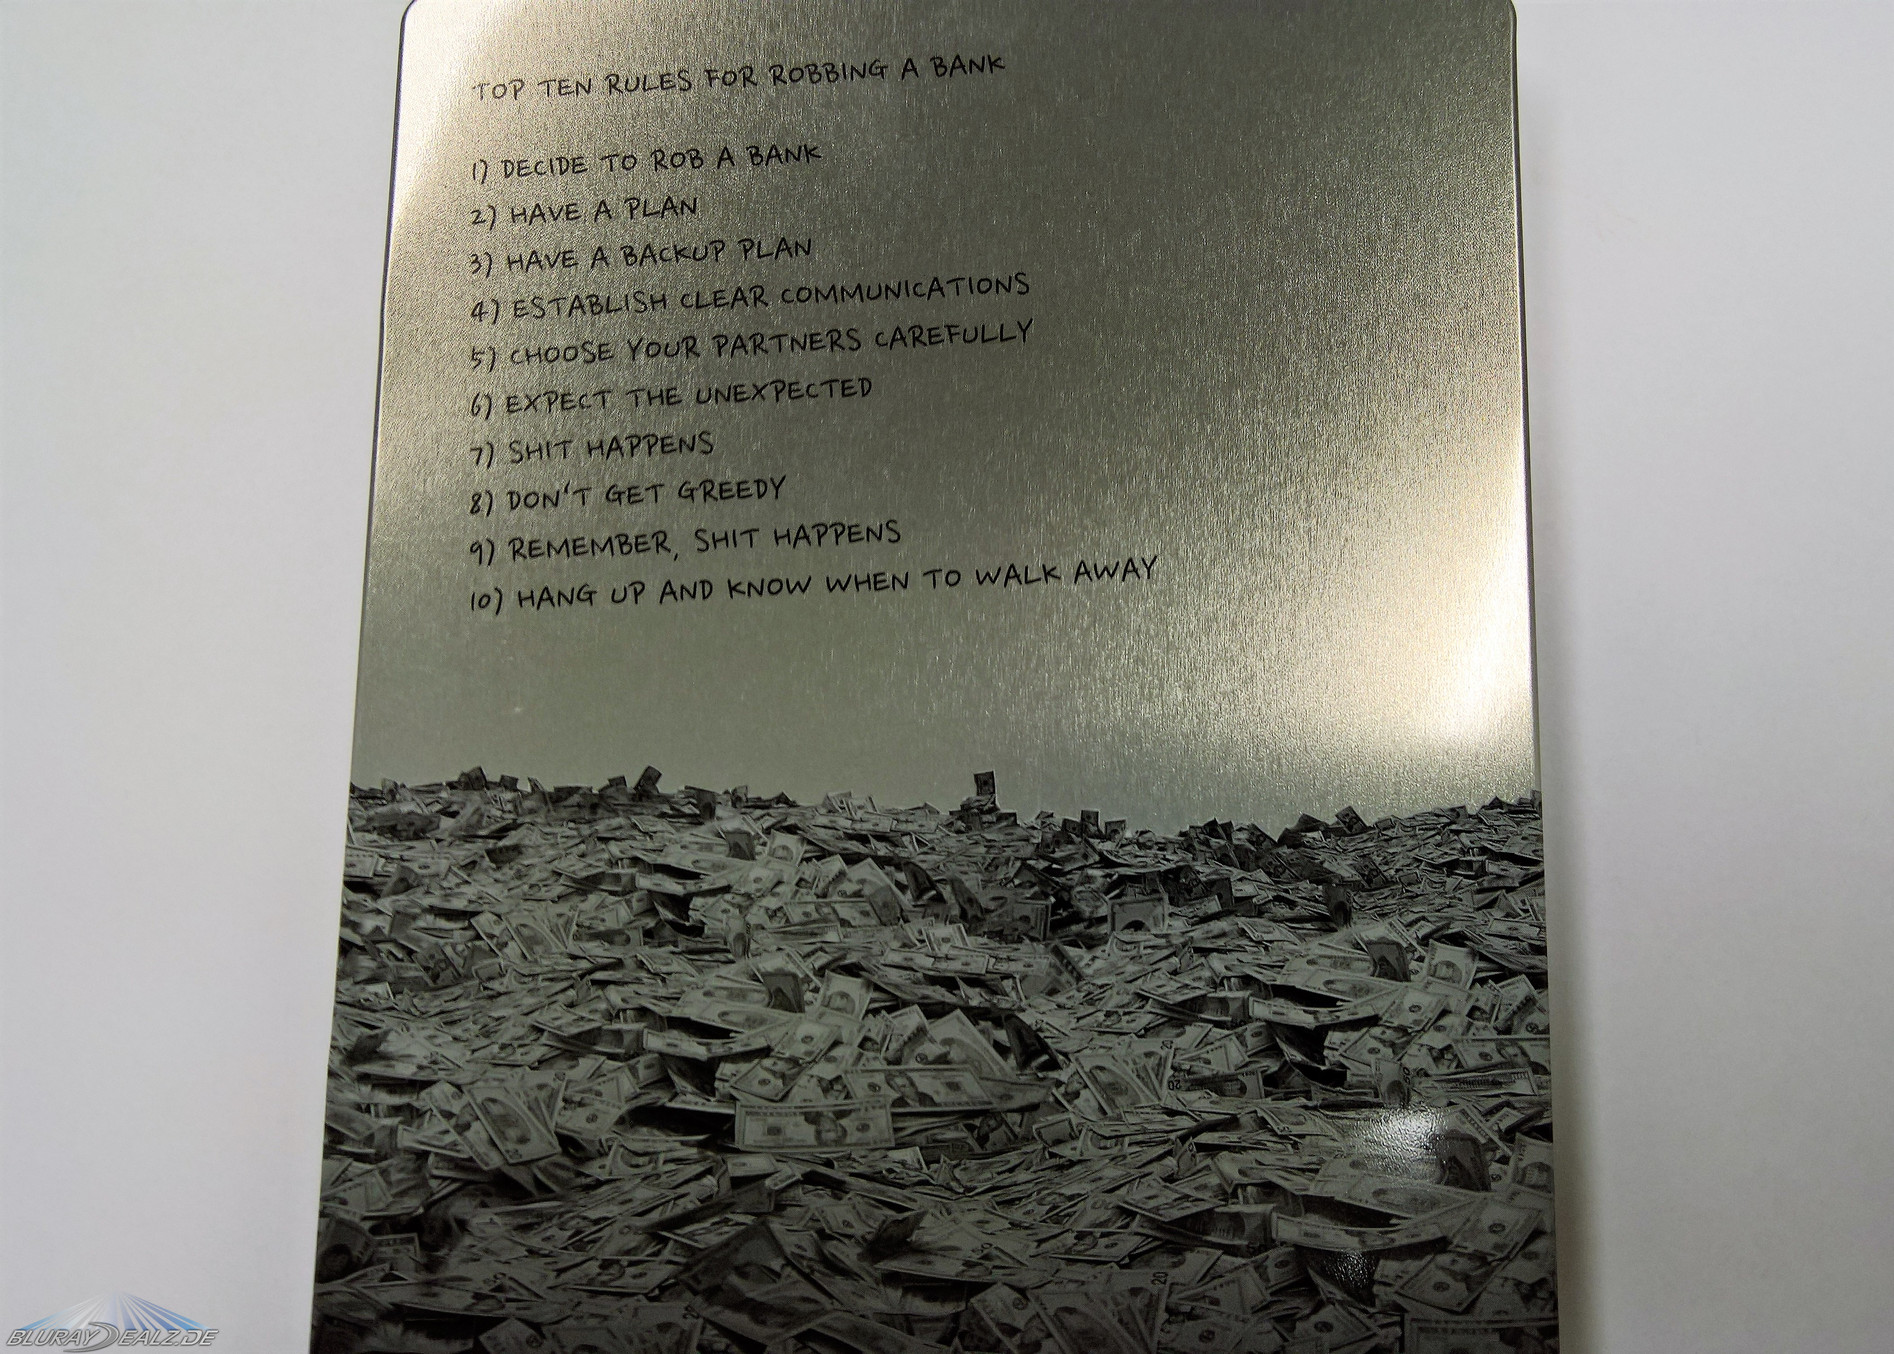 TOP TEN RULES FOR ROBBING A BANK
1) DECIDE TO ROB A BANK
2) HAVE A PLAN
3) HAVE A BACKUP PLAN
4) ESTABLISH CLEAR COMMUNICATIONS
5) CHOOSE YOUR PARTNERS CAREFULLY
6) EXPECT THE UNEXPECTED
7) SHIT HAPPENS
8) DON'T GET GREEDY
9) REMEMBER, SHIT HAPPENS
10) HANG UP AND KNOW WHEN TO WALK AWAY
20
20
BLURAYDEALZ.DE